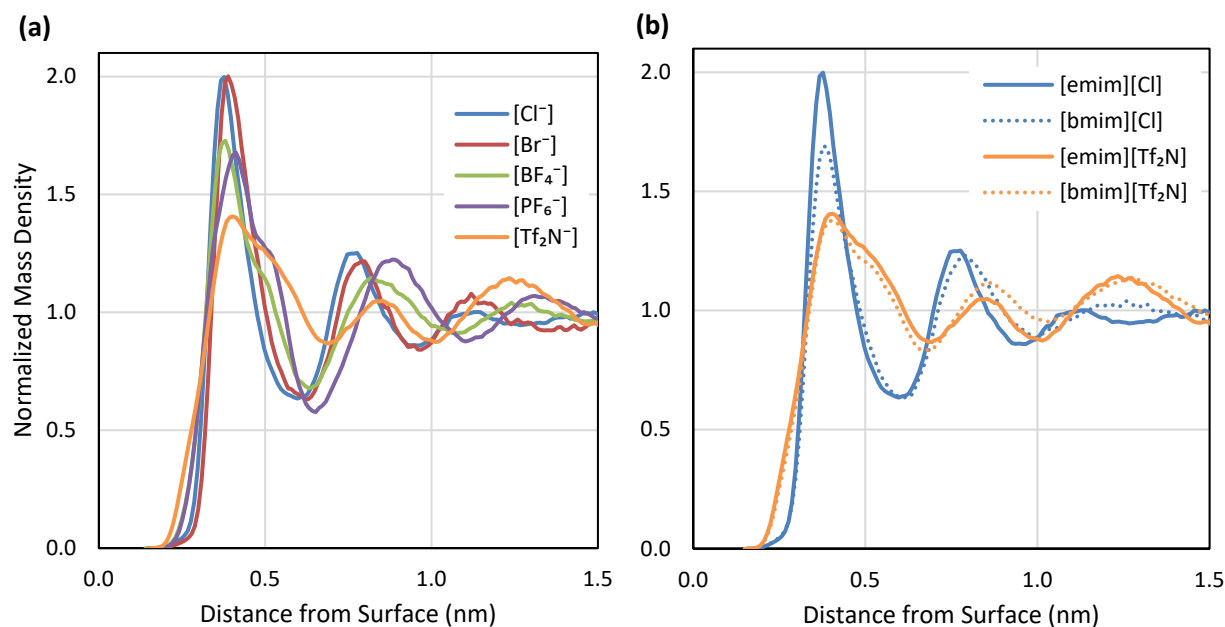 (a)
Normalized Mass Density
2.0
1.5
1.0
0.5
0.0
0.0 0.5 1.0 1.5
Distance from Surface (nm)
[Cl⁻]
[Br⁻]
[BF₄⁻]
[PF₆⁻]
[Tf₂N⁻]
(b)
2.0
1.5
1.0
0.5
0.0
0.0 0.5 1.0 1.5
Distance from Surface (nm)
[emim][Cl]
[bmim][Cl]
[emim][Tf₂N]
[bmim][Tf₂N]